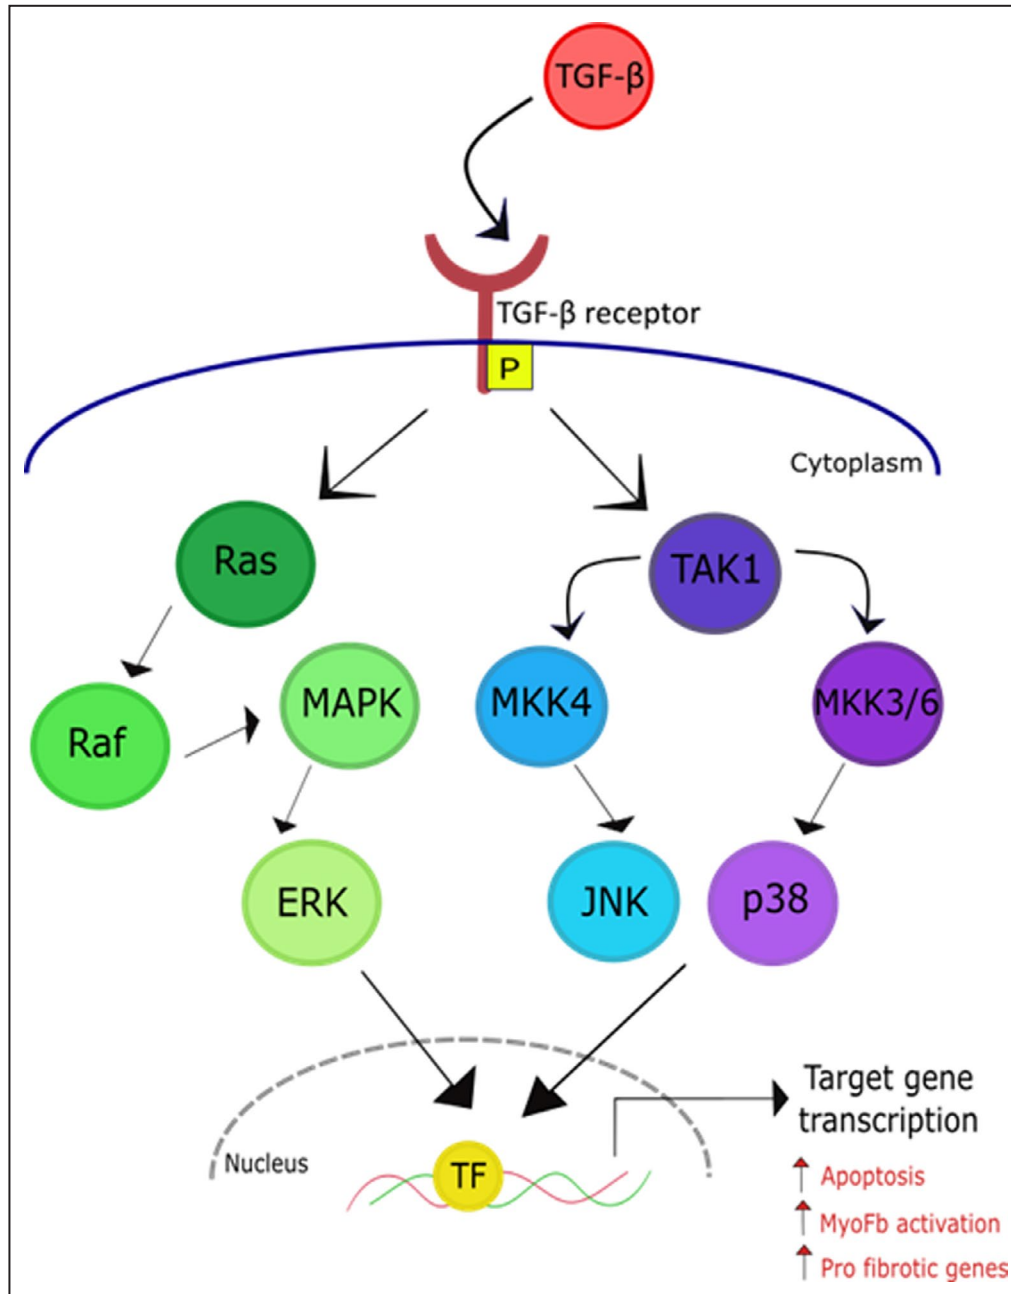 TGF-β
TGF-β receptor
P
Cytoplasm
Ras
TAK1
Raf
MAPK
MKK4
MKK3/6
ERK
JNK
p38
Nucleus
TF
Target gene
transcription
Apoptosis
MyoFb activation
Pro fibrotic genes